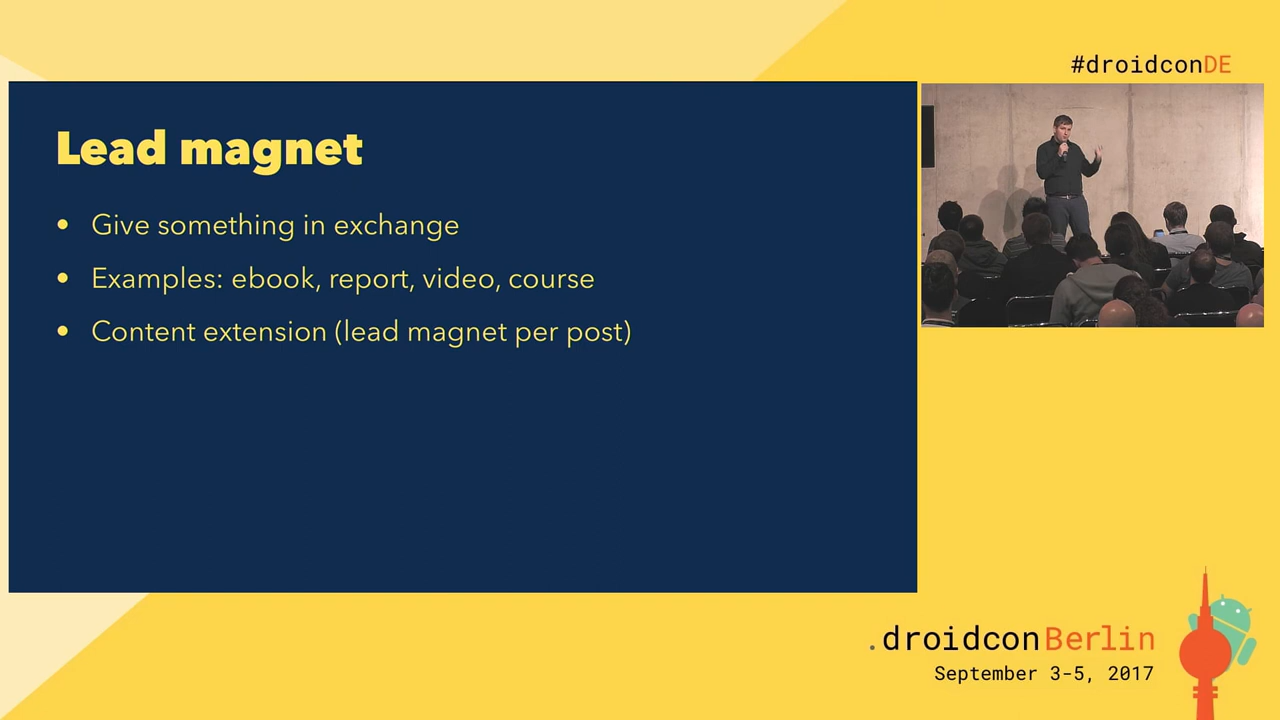 #droidconDE
Lead magnet
• Give something in exchange
• Examples: ebook, report, video, course
• Content extension (lead magnet per post)
.droidconBerlin
September 3-5, 2017